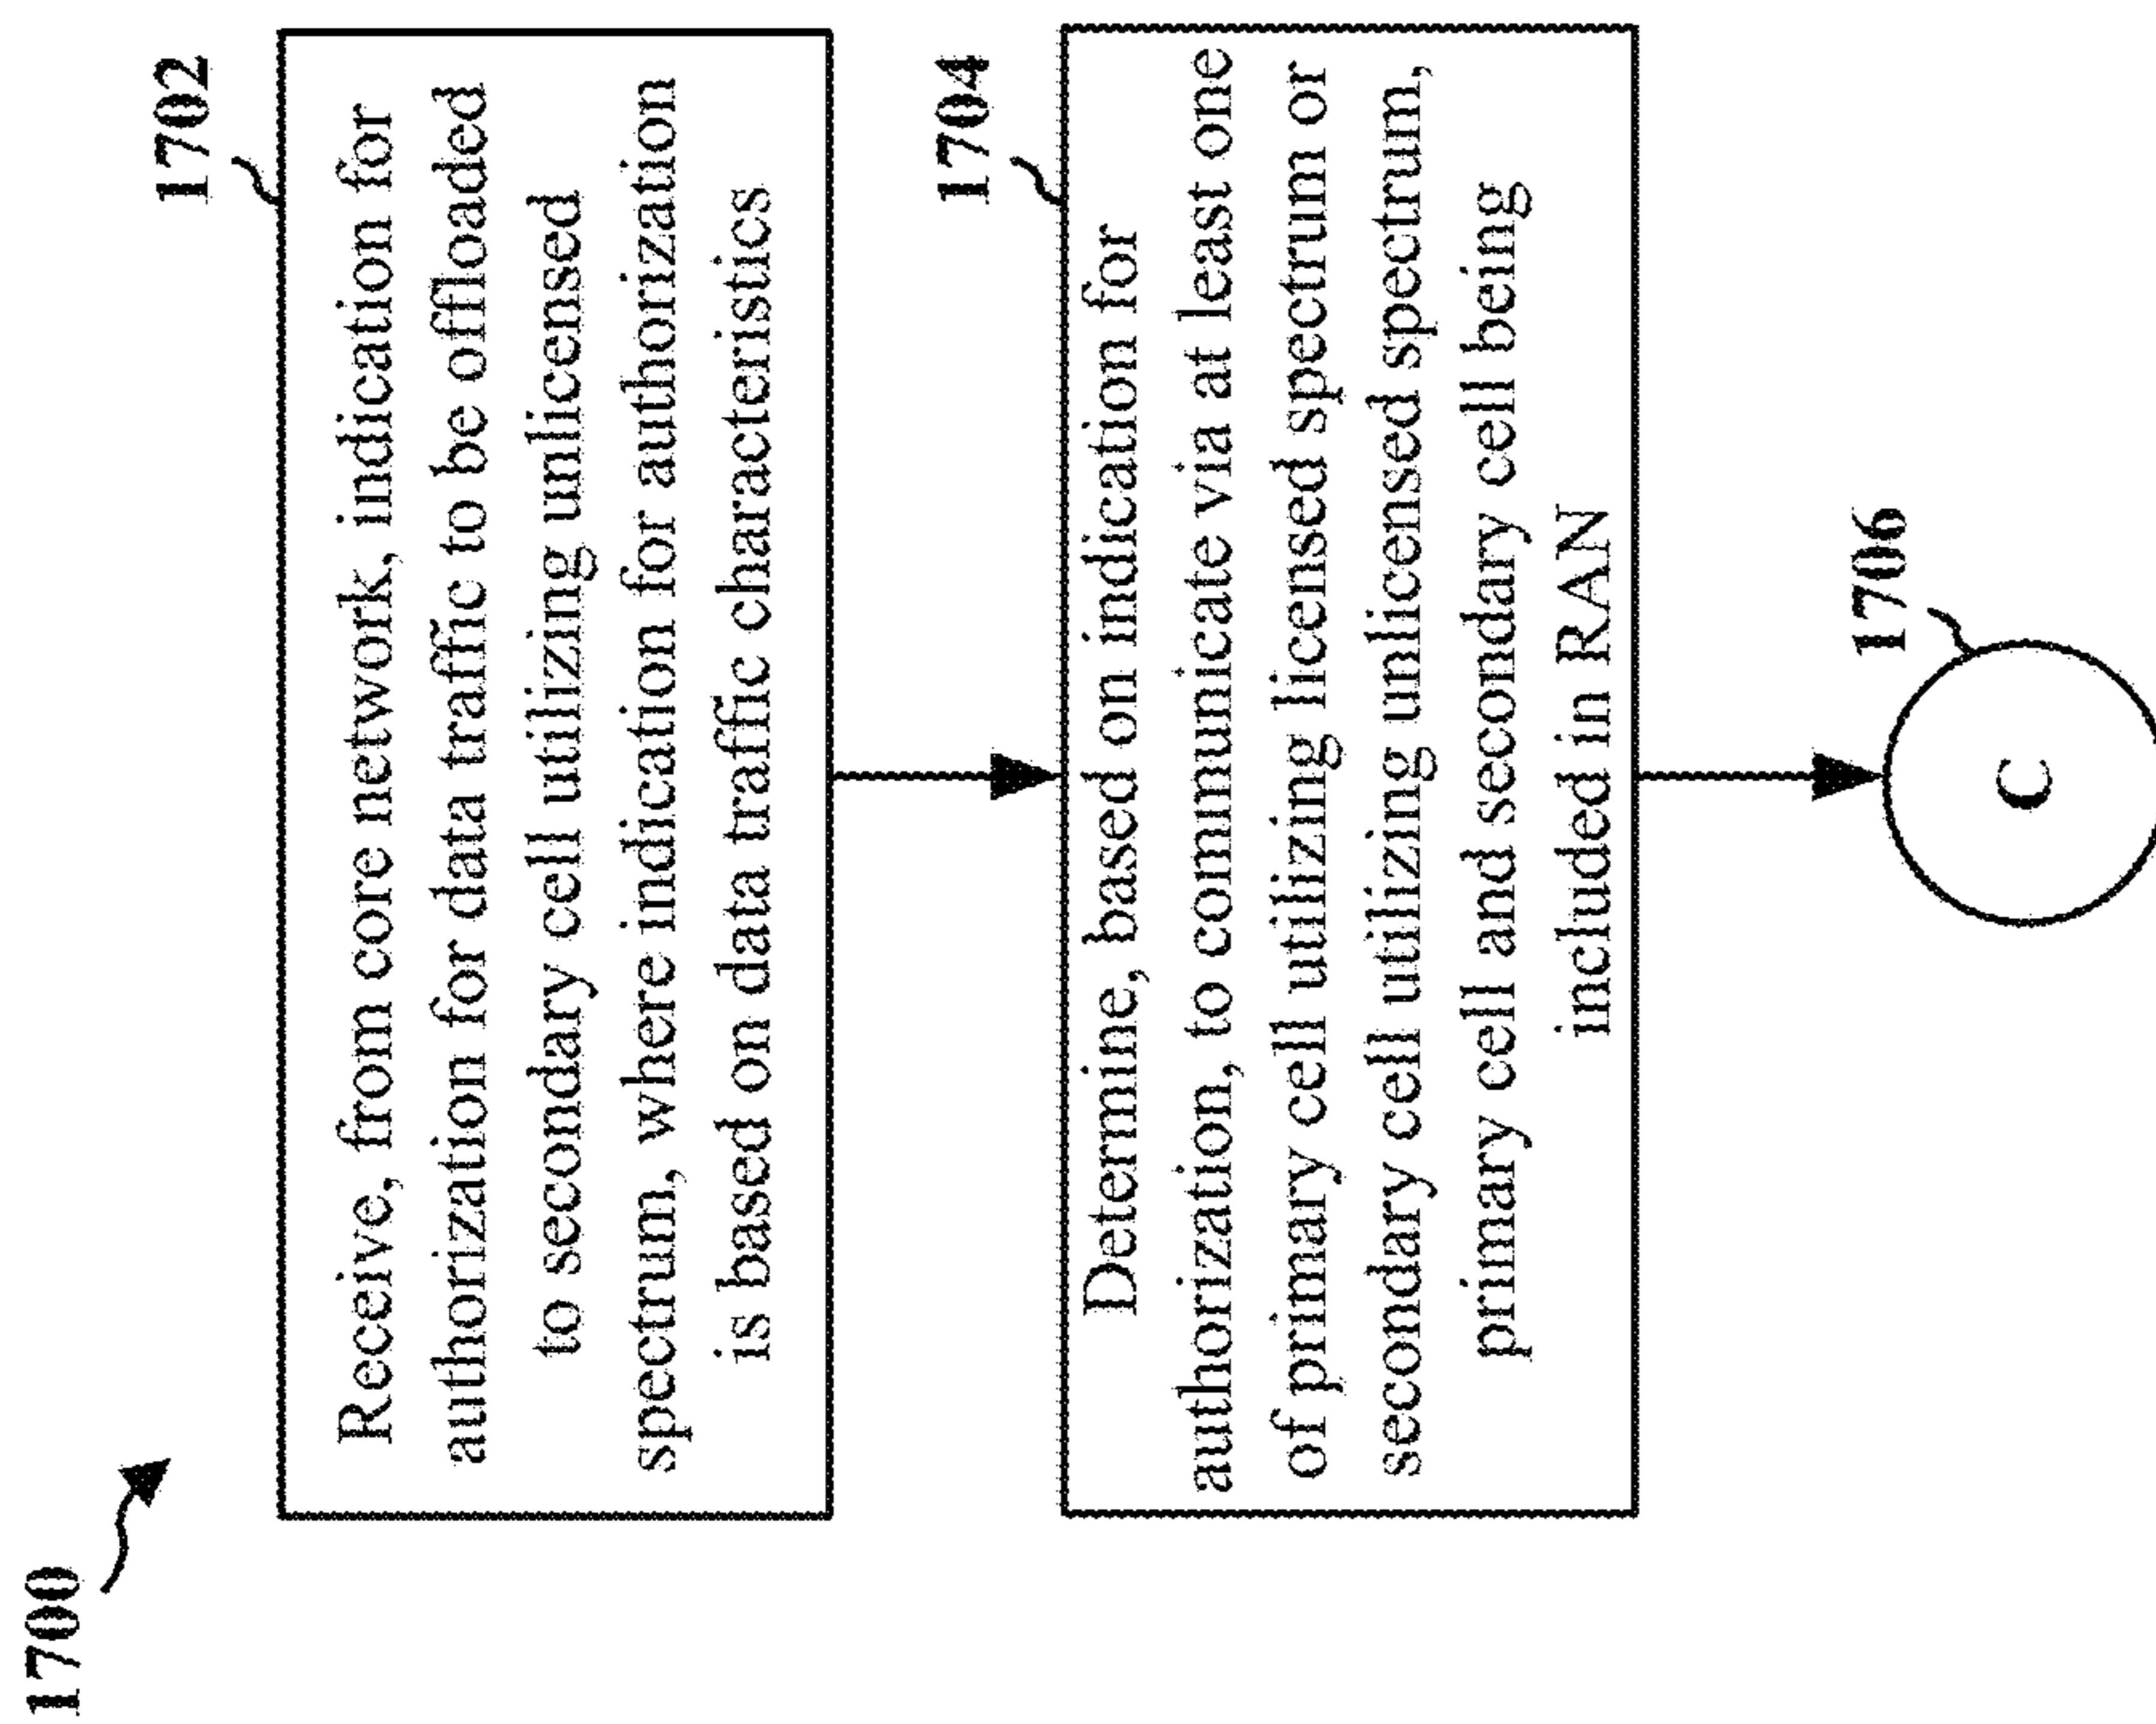 1700
1702
Receive, from core network, indication for
authorization for data traffic to be offloaded
to secondary cell utilizing unlicensed
spectrum, where indication for authorization
is based on data traffic characteristics
1704
Determine, based on indication for
authorization, to communicate via at least one
of primary cell utilizing licensed spectrum or
secondary cell utilizing unlicensed spectrum,
primary cell and secondary cell being
included in RAN
1706
C